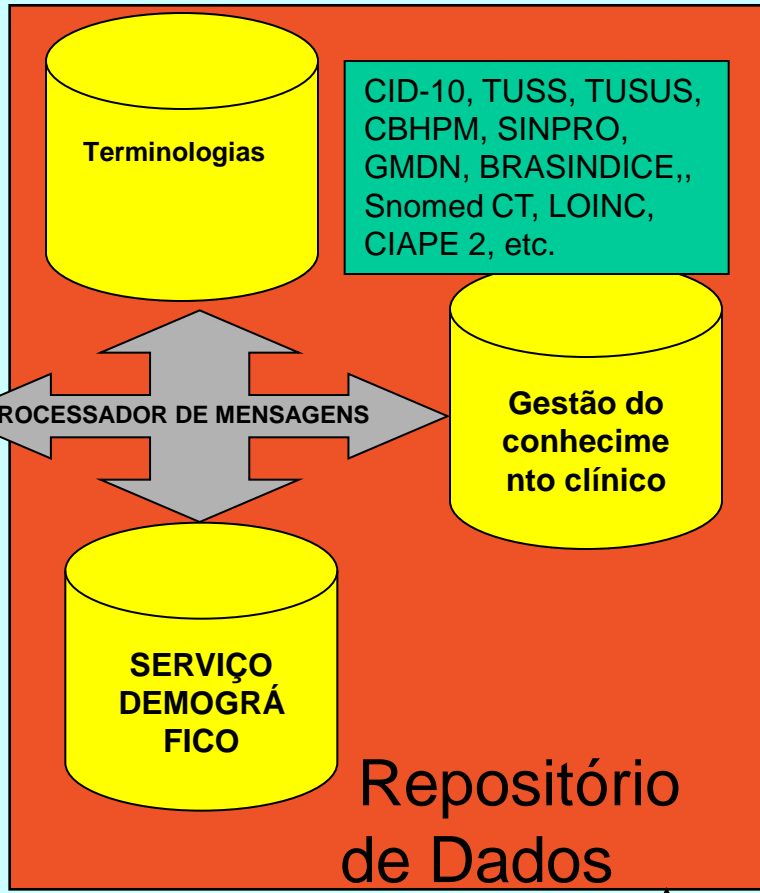 Terminologias
CID-10, TUSS, TUSUS,
CBHPM, SINPRO,
GMDN, BRASINDICE,,
Snomed CT, LOINC,
CIAPE 2, etc.
ROCESSADOR DE MENSAGENS
Gestão do
conhecime
nto clínico
SERVIÇO
DEMOGRÁ
FICO
Repositório
de Dados